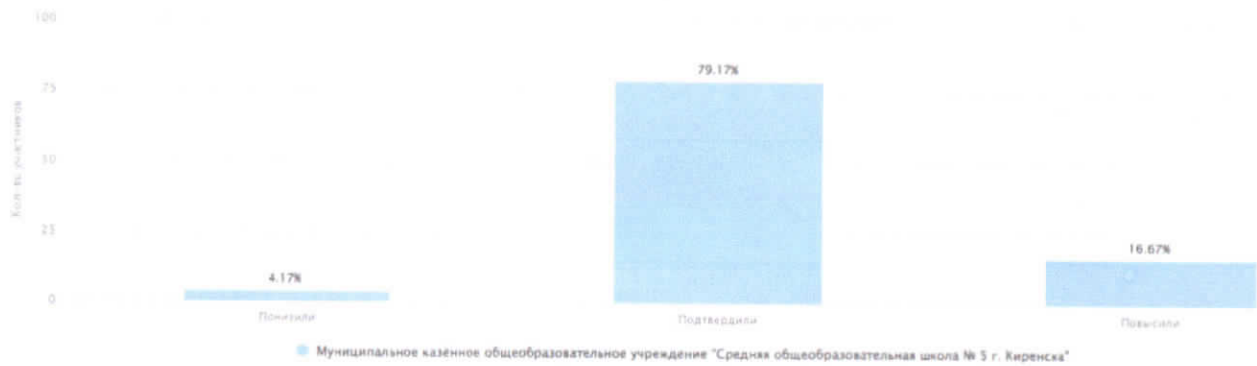 100
75
50
25
0
Кол-во участников
4.17%
79.17%
16.67%
Понизили
Подтвердили
Повысили
Муниципальное казённое общеобразовательное учреждение "Средняя общеобразовательная школа № 5 г. Киренска"